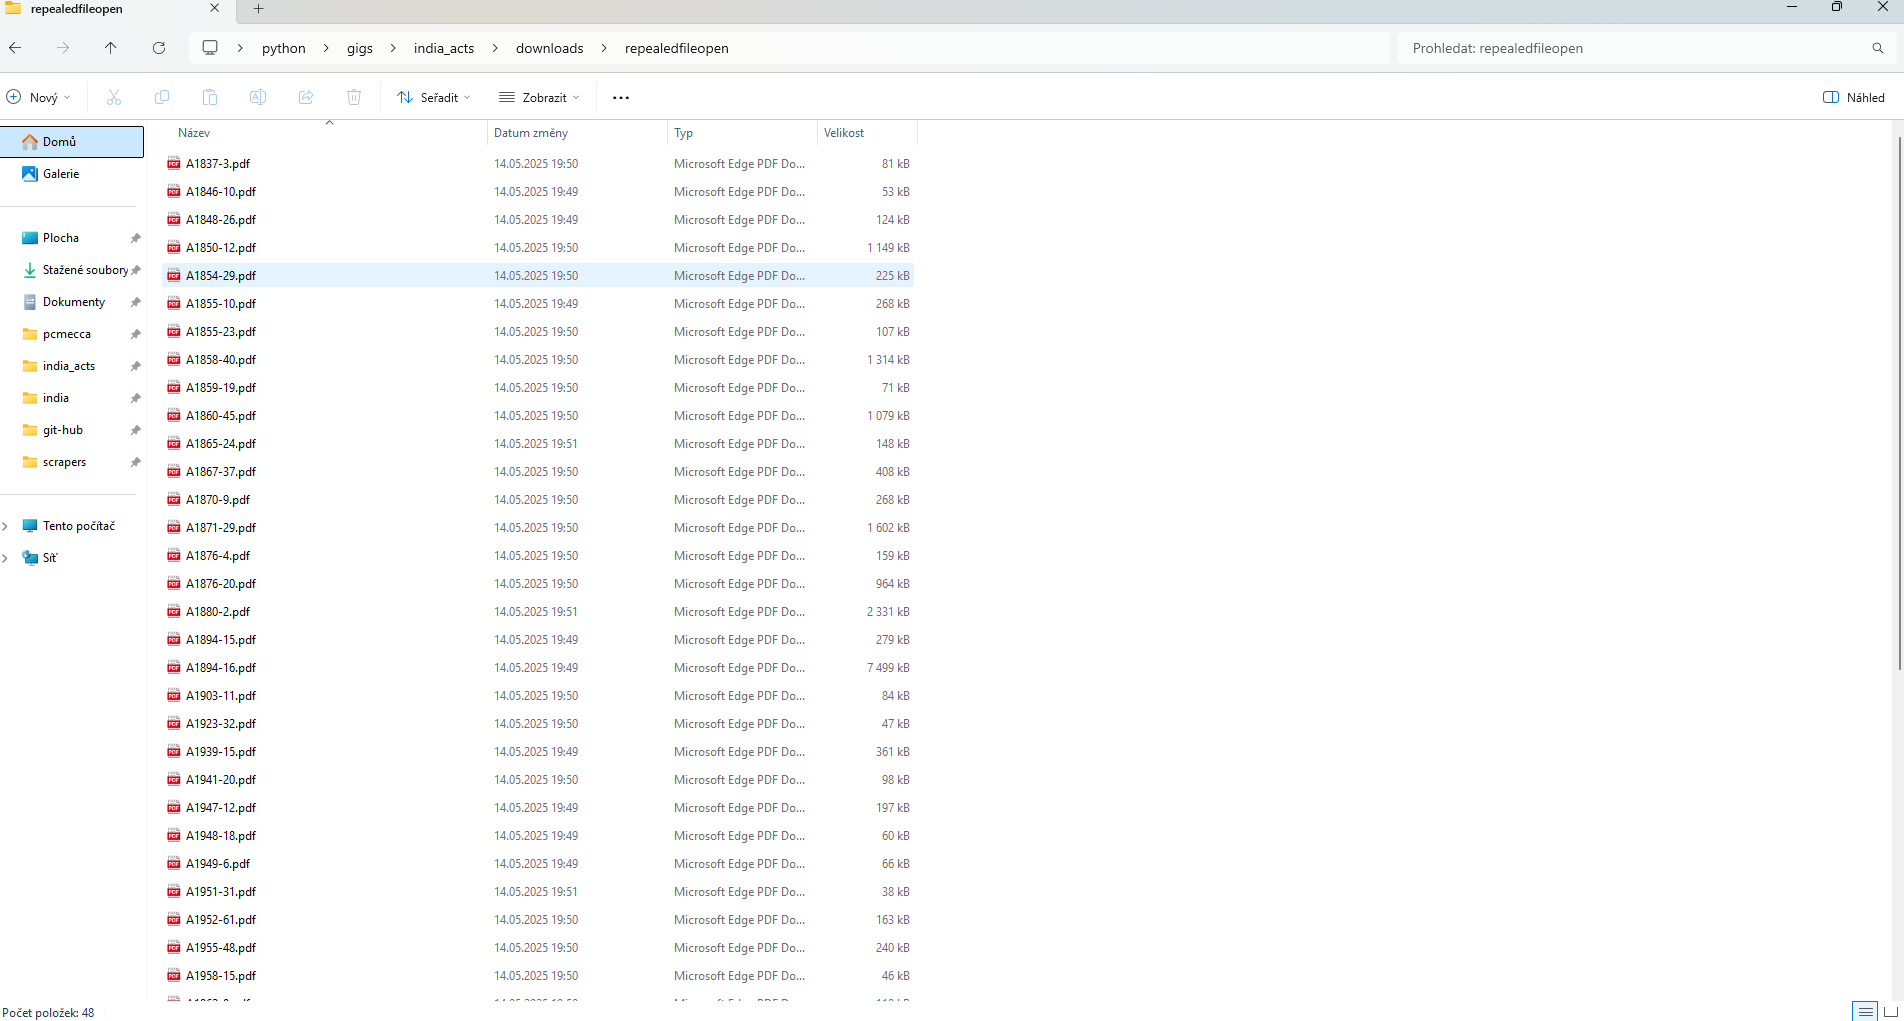 repealedfileopen
python > gigs > india_acts > downloads > repealedfileopen
Prohledat: repealedfileopen
Nový
Seřadit
Zobrazit
Náhled
Domů
Galerie
Plocha
Stažené soubory
Dokumenty
pcmecca
india_acts
india
git-hub
scrapers
Tento počítač
Síť
Název Datum změny Typ Velikost
A1837-3.pdf 14.05.2025 19:50 Microsoft Edge PDF Do... 81 kB
A1846-10.pdf 14.05.2025 19:49 Microsoft Edge PDF Do... 53 kB
A1848-26.pdf 14.05.2025 19:49 Microsoft Edge PDF Do... 124 kB
A1850-12.pdf 14.05.2025 19:50 Microsoft Edge PDF Do... 1 149 kB
A1854-29.pdf 14.05.2025 19:50 Microsoft Edge PDF Do... 225 kB
A1855-10.pdf 14.05.2025 19:49 Microsoft Edge PDF Do... 268 kB
A1855-23.pdf 14.05.2025 19:50 Microsoft Edge PDF Do... 107 kB
A1858-40.pdf 14.05.2025 19:50 Microsoft Edge PDF Do... 1 314 kB
A1859-19.pdf 14.05.2025 19:50 Microsoft Edge PDF Do... 71 kB
A1860-45.pdf 14.05.2025 19:50 Microsoft Edge PDF Do... 1 079 kB
A1865-24.pdf 14.05.2025 19:51 Microsoft Edge PDF Do... 148 kB
A1867-37.pdf 14.05.2025 19:50 Microsoft Edge PDF Do... 408 kB
A1870-9.pdf 14.05.2025 19:50 Microsoft Edge PDF Do... 268 kB
A1871-29.pdf 14.05.2025 19:50 Microsoft Edge PDF Do... 1 602 kB
A1876-4.pdf 14.05.2025 19:50 Microsoft Edge PDF Do... 159 kB
A1876-20.pdf 14.05.2025 19:50 Microsoft Edge PDF Do... 964 kB
A1880-2.pdf 14.05.2025 19:51 Microsoft Edge PDF Do... 2 331 kB
A1894-15.pdf 14.05.2025 19:49 Microsoft Edge PDF Do... 279 kB
A1894-16.pdf 14.05.2025 19:49 Microsoft Edge PDF Do... 7 499 kB
A1903-11.pdf 14.05.2025 19:50 Microsoft Edge PDF Do... 84 kB
A1923-32.pdf 14.05.2025 19:50 Microsoft Edge PDF Do... 47 kB
A1939-15.pdf 14.05.2025 19:49 Microsoft Edge PDF Do... 361 kB
A1941-20.pdf 14.05.2025 19:50 Microsoft Edge PDF Do... 98 kB
A1947-12.pdf 14.05.2025 19:49 Microsoft Edge PDF Do... 197 kB
A1948-18.pdf 14.05.2025 19:49 Microsoft Edge PDF Do... 60 kB
A1949-6.pdf 14.05.2025 19:49 Microsoft Edge PDF Do... 66 kB
A1951-31.pdf 14.05.2025 19:51 Microsoft Edge PDF Do... 38 kB
A1952-61.pdf 14.05.2025 19:50 Microsoft Edge PDF Do... 163 kB
A1955-48.pdf 14.05.2025 19:50 Microsoft Edge PDF Do... 240 kB
A1958-15.pdf 14.05.2025 19:50 Microsoft Edge PDF Do... 46 kB
Počet položek: 48